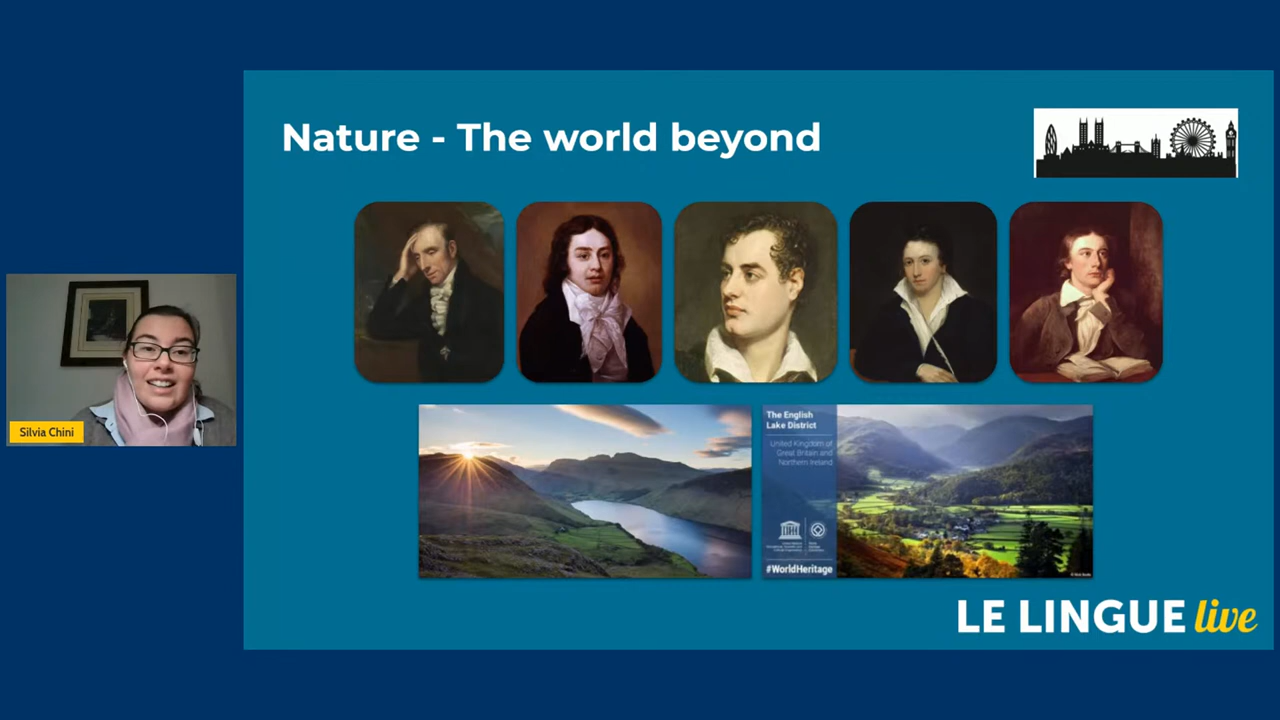 Nature - The world beyond
Silvia Chini
The English
Lake District
United Kingdom of
Great Britain and
Northern Ireland
#WorldHeritage
LE LINGUE live